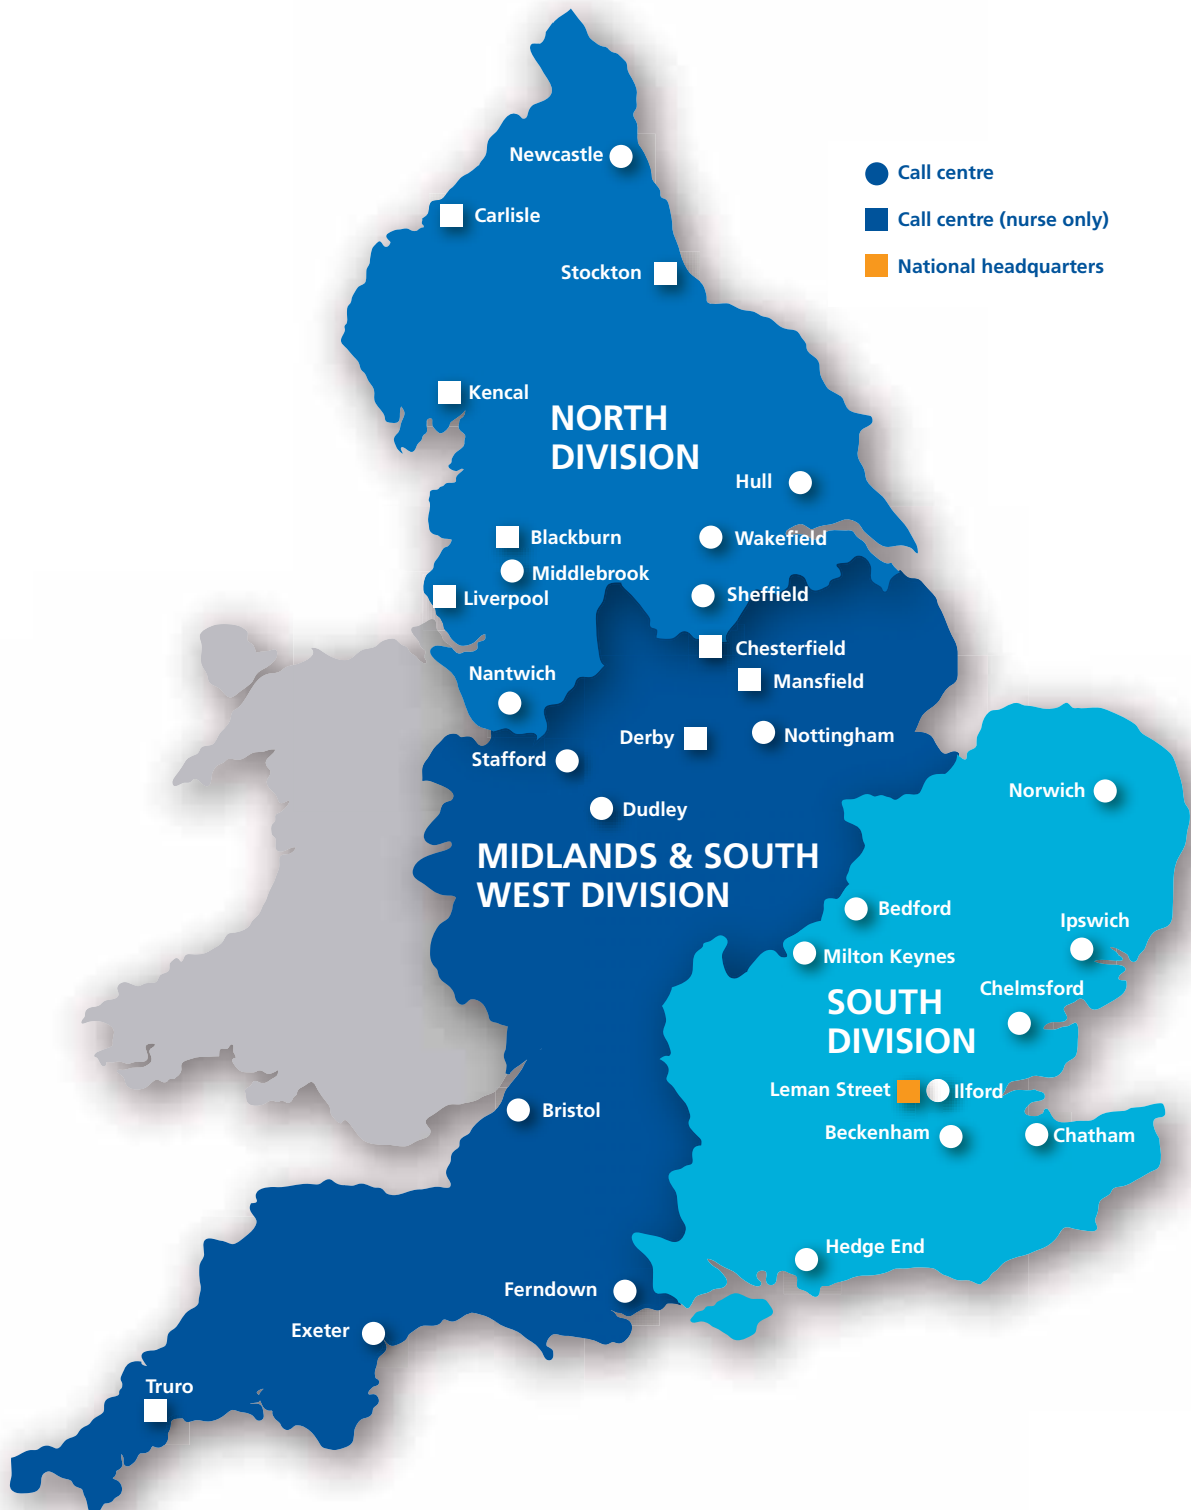 Newcastle
Call centre
Carlisle
Call centre (nurse only)
Stockton
National headquarters
Kencal
NORTH
DIVISION
Hull
Blackburn
Wakefield
Middlebrook
Liverpool
Sheffield
Chesterfield
Nantwich
Mansfield
Derby
Nottingham
Stafford
Norwich
Dudley
MIDLANDS & SOUTH
WEST DIVISION
Bedford
Ipswich
Milton Keynes
Chelmsford
SOUTH
DIVISION
Leman Street
Ilford
Bristol
Beckenham
Chatham
Hedge End
Ferndown
Exeter
Truro